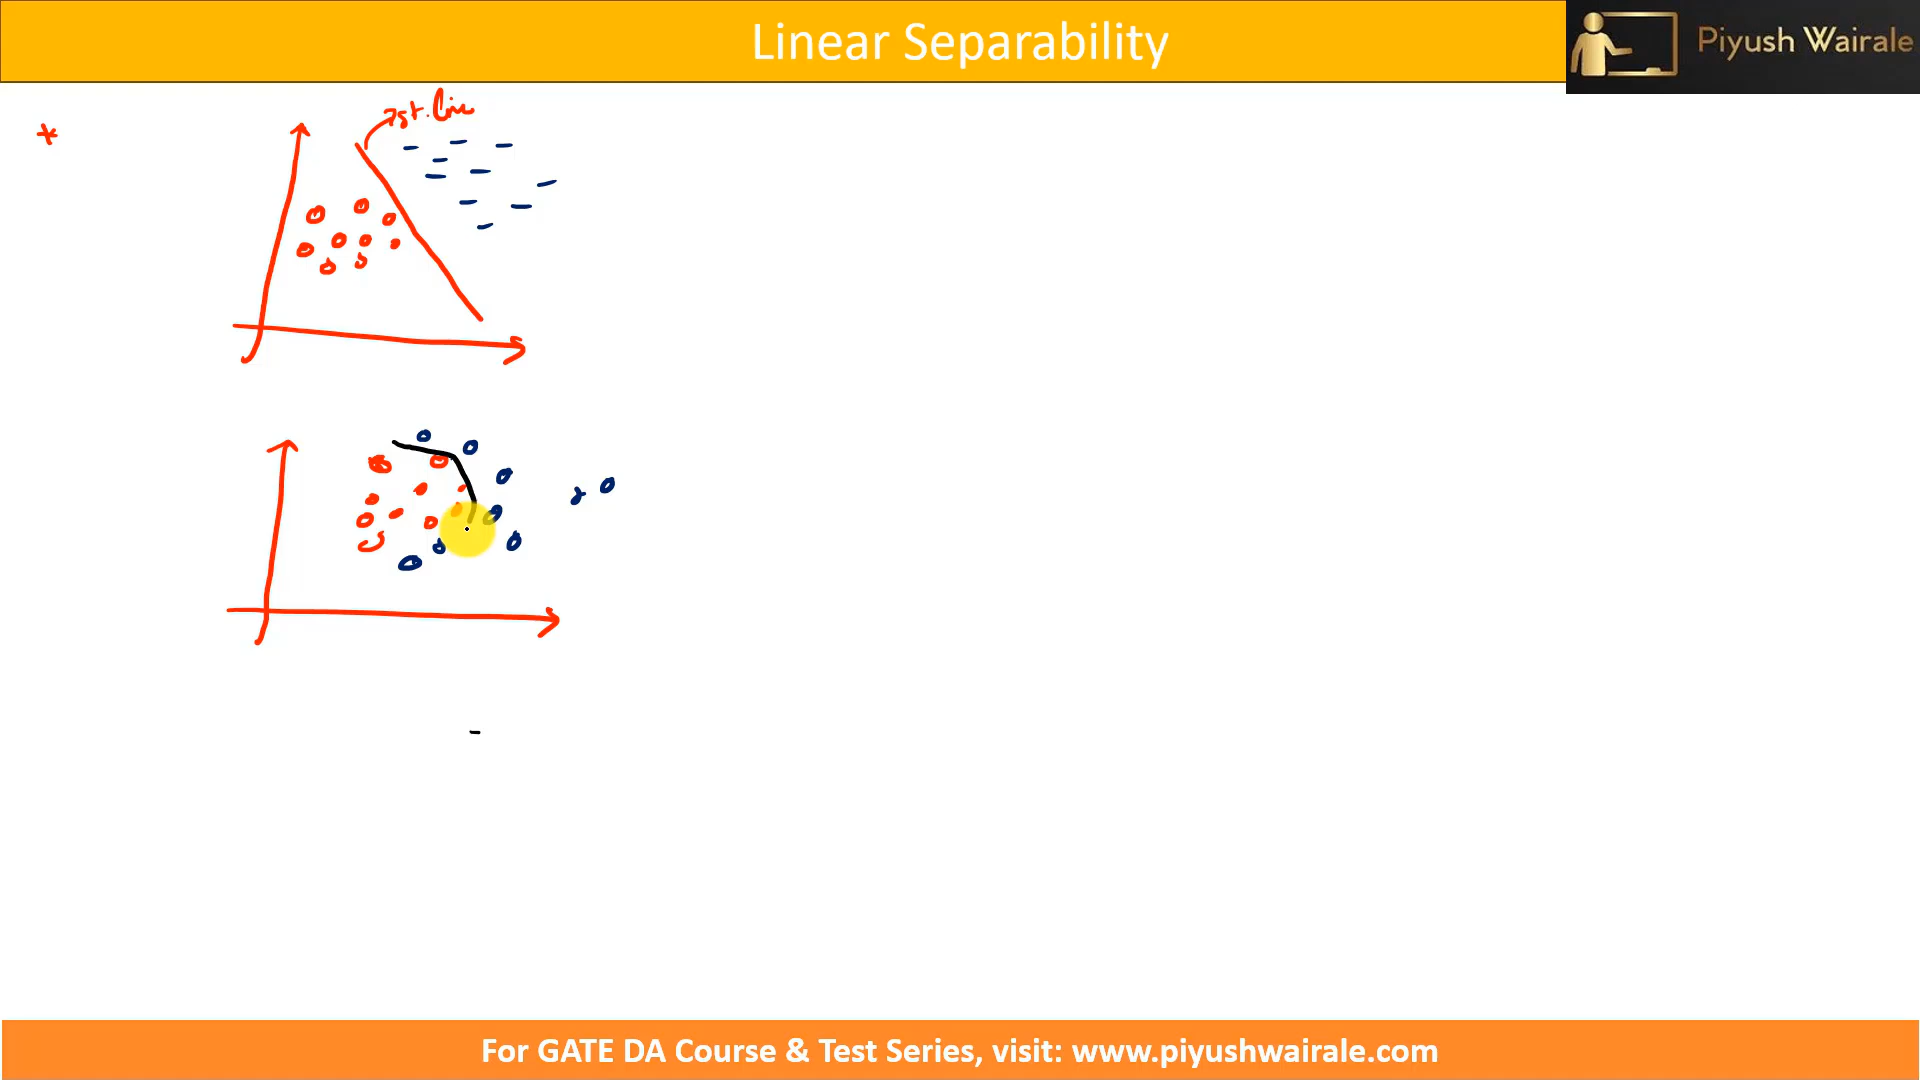 Linear Separability
Piyush Wairale
st. line
For GATE DA Course & Test Series, visit: www.piyushwairale.com